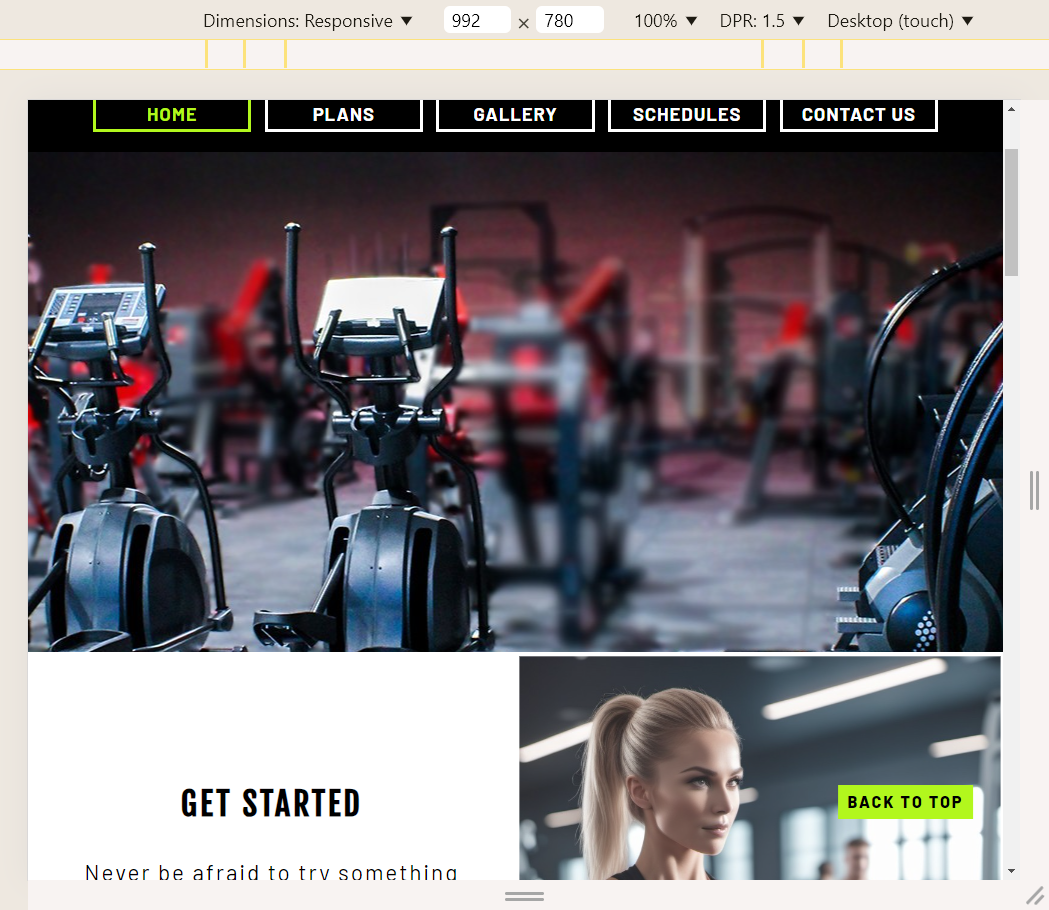 Dimensions: Responsive ▼ 992 × 780 100% ▼ DPR: 1.5 ▼ Desktop (touch) ▼
HOME PLANS GALLERY SCHEDULES CONTACT US
GET STARTED
BACK TO TOP
Never be afraid to try something